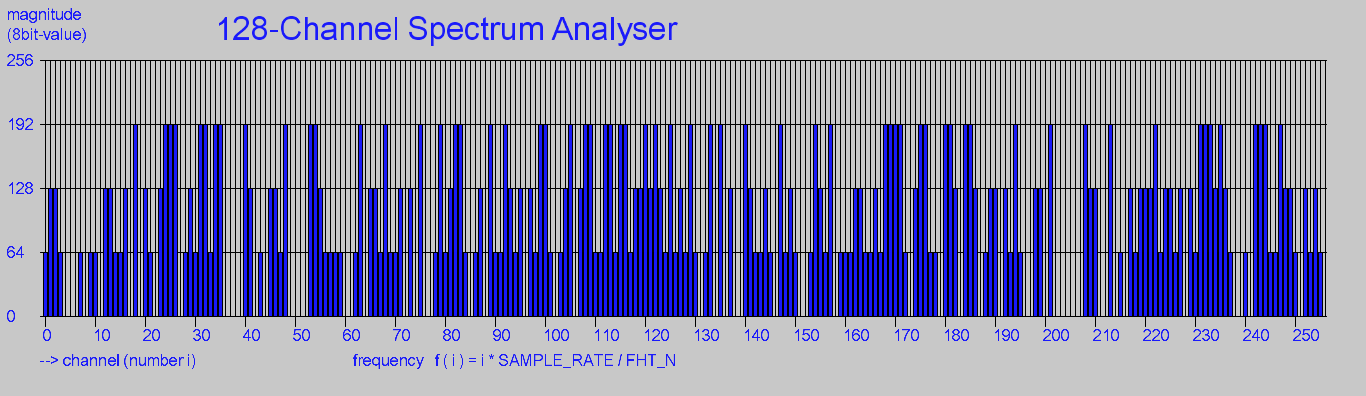 magnitude
(8bit-value)
128-Channel Spectrum Analyser
256
192
128
64
0
0 10 20 30 40 50 60 70 80 90 100 110 120 130 140 150 160 170 180 190 200 210 220 230 240 250
--> channel (number i) frequency f ( i ) = i * SAMPLE_RATE / FHT_N